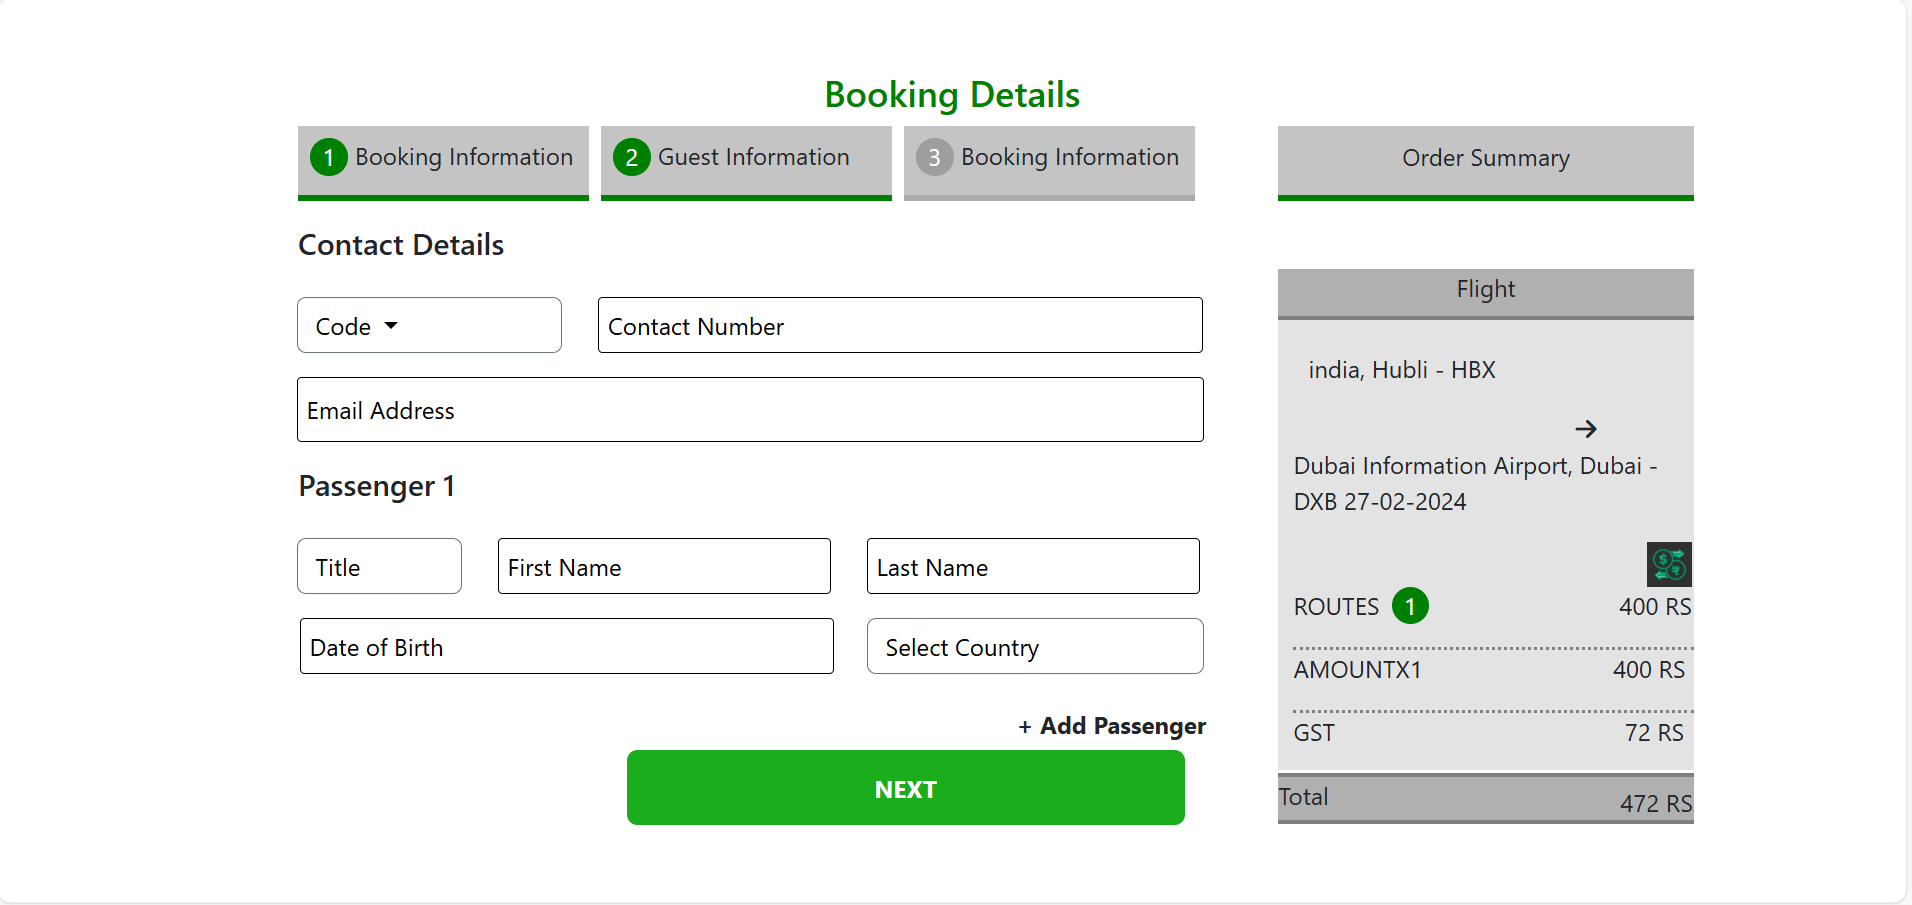 Booking Details
1 Booking Information
2 Guest Information
3 Booking Information
Contact Details
Code
Contact Number
Email Address
Passenger 1
Title
First Name
Last Name
Date of Birth
Select Country
+ Add Passenger
NEXT
Order Summary
Flight
india, Hubli - HBX
Dubai Information Airport, Dubai -
DXB 27-02-2024
$
₹
ROUTES 1 400 RS
AMOUNTX1 400 RS
GST 72 RS
Total 472 RS